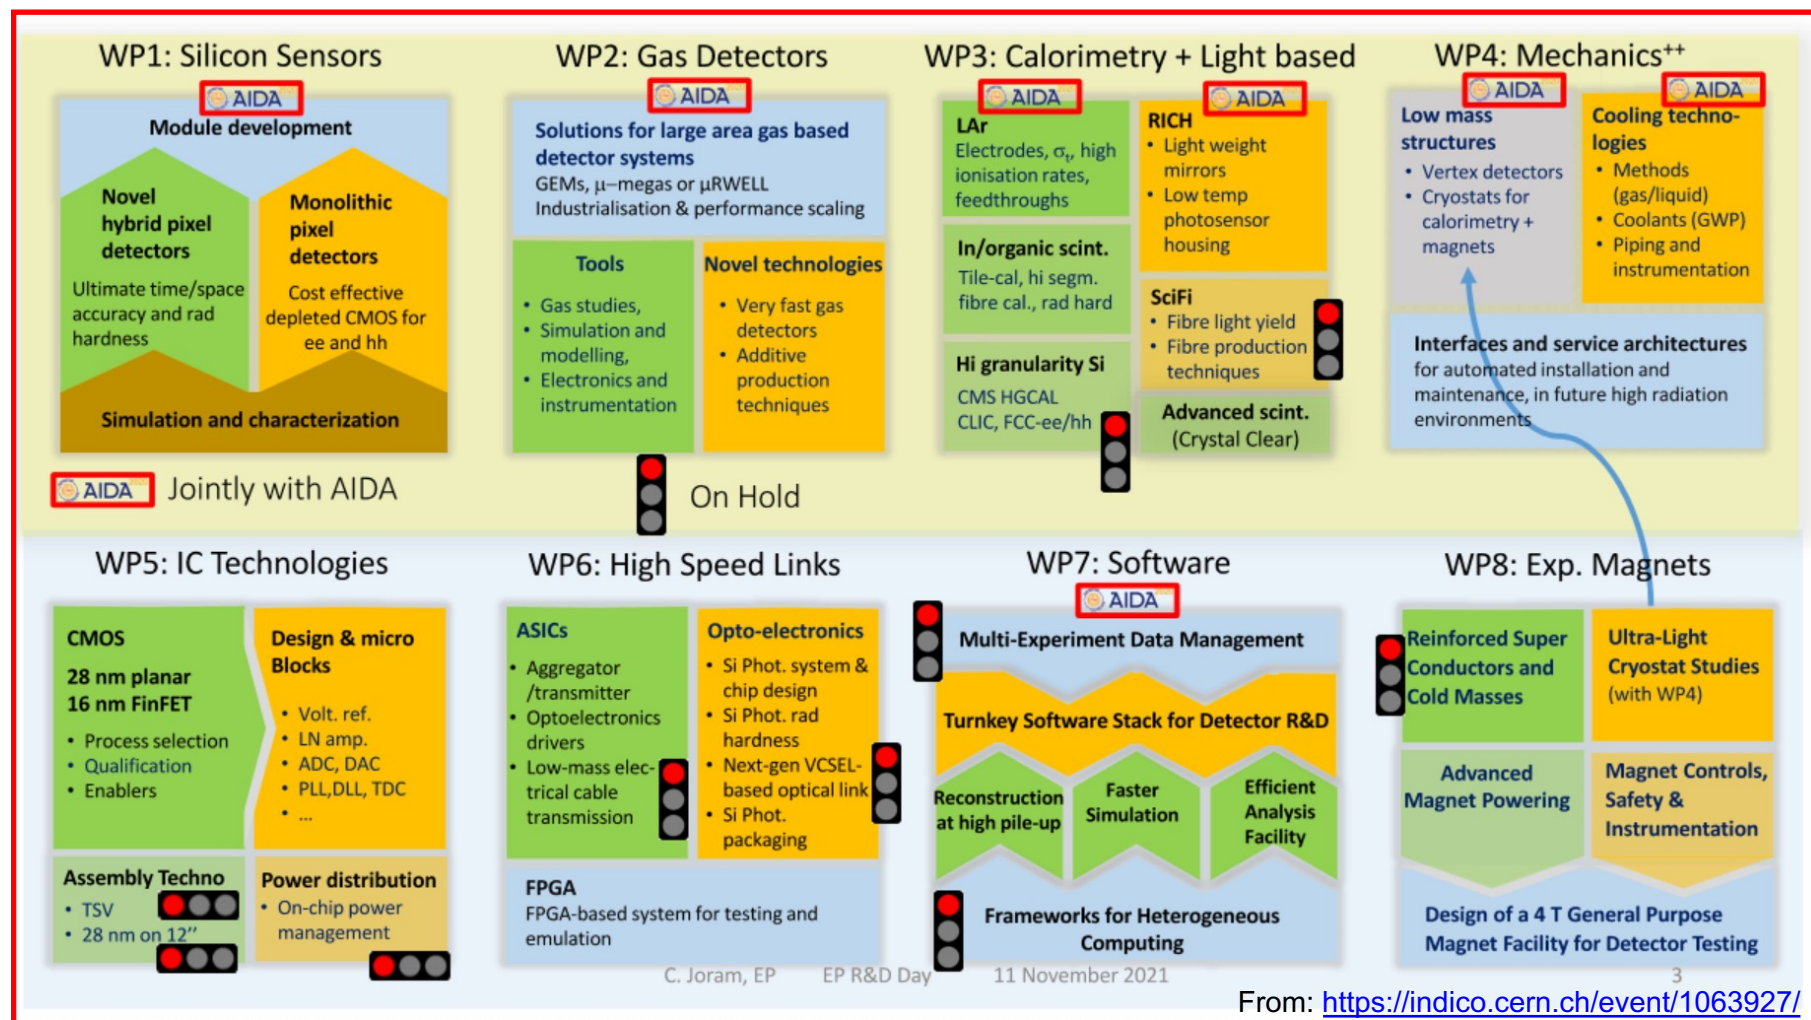 WP1: Silicon Sensors
AIDA
Module development
Novel
hybrid pixel
detectors
Ultimate time/space
accuracy and rad
hardness
Monolithic
pixel
detectors
Cost effective
depleted CMOS for
ee and hh
Simulation and characterization
AIDA Jointly with AIDA
WP2: Gas Detectors
AIDA
Solutions for large area gas based
detector systems
GEMs, μ–megas or μRWELL
Industrialisation & performance scaling
Tools
• Gas studies,
• Simulation and
modelling,
• Electronics and
instrumentation
Novel technologies
• Very fast gas
detectors
• Additive
production
techniques
On Hold
WP3: Calorimetry + Light based
AIDA
LAr
Electrodes, σt, high
ionisation rates,
feedthroughs
In/organic scint.
Tile-cal, hi segm.
fibre cal., rad hard
Hi granularity Si
CMS HGCAL
CLIC, FCC-ee/hh
AIDA
RICH
• Light weight
mirrors
• Low temp
photosensor
housing
SciFi
• Fibre light yield
• Fibre production
techniques
Advanced scint.
(Crystal Clear)
WP4: Mechanics++
AIDA
Low mass
structures
• Vertex detectors
• Cryostats for
calorimetry +
magnets
AIDA
Cooling techno-
logies
• Methods
(gas/liquid)
• Coolants (GWP)
• Piping and
instrumentation
Interfaces and service architectures
for automated installation and
maintenance, in future high radiation
environments
WP5: IC Technologies
CMOS
28 nm planar
16 nm FinFET
• Process selection
• Qualification
• Enablers
Design & micro
Blocks
• Volt. ref.
• LN amp.
• ADC, DAC
• PLL,DLL, TDC
• ...
Assembly Techno
• TSV
• 28 nm on 12’’
Power distribution
• On-chip power
management
WP6: High Speed Links
ASICs
• Aggregator
/transmitter
• Optoelectronics
drivers
• Low-mass elec-
trical cable
transmission
Opto-electronics
• Si Phot. system &
chip design
• Si Phot. rad
hardness
• Next-gen VCSEL-
based optical link
• Si Phot.
packaging
FPGA
FPGA-based system for testing and
emulation
WP7: Software
AIDA
Multi-Experiment Data Management
Turnkey Software Stack for Detector R&D
Reconstruction
at high pile-up
Faster
Simulation
Efficient
Analysis
Facility
Frameworks for Heterogeneous
Computing
WP8: Exp. Magnets
Reinforced Super
Conductors and
Cold Masses
Ultra-Light
Cryostat Studies
(with WP4)
Advanced
Magnet Powering
Magnet Controls,
Safety &
Instrumentation
Design of a 4 T General Purpose
Magnet Facility for Detector Testing
C. Joram, EP EP R&D Day 11 November 2021 3
From: https://indico.cern.ch/event/1063927/